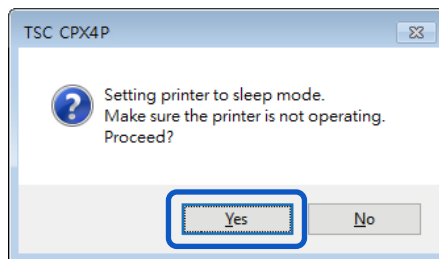 TSC CPX4P
Setting printer to sleep mode.
Make sure the printer is not operating.
Proceed?
Yes
No